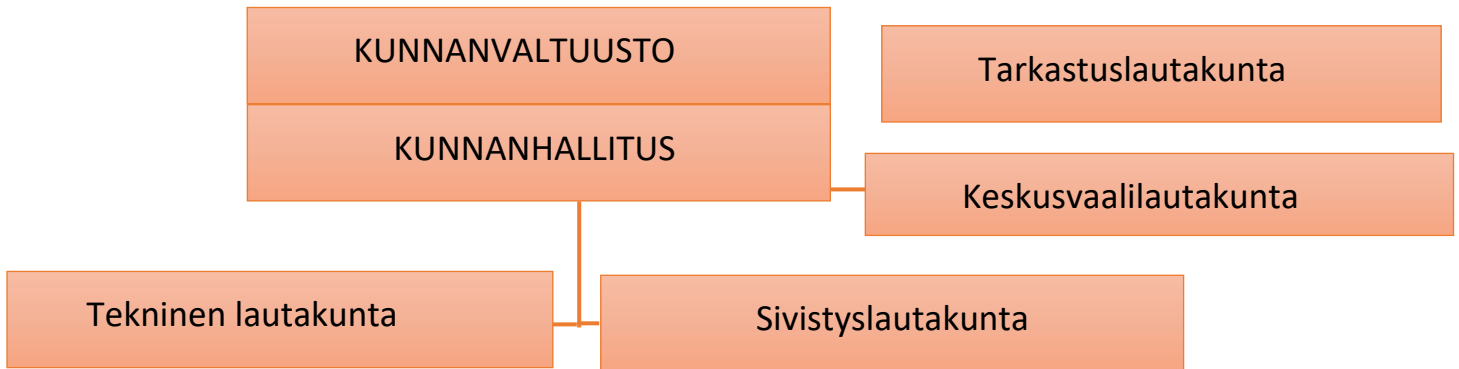 KUNNANVALTUUSTO
Tarkastuslautakunta
KUNNANHALLITUS
Keskusvaalilautakunta
Tekninen lautakunta
Sivistyslautakunta